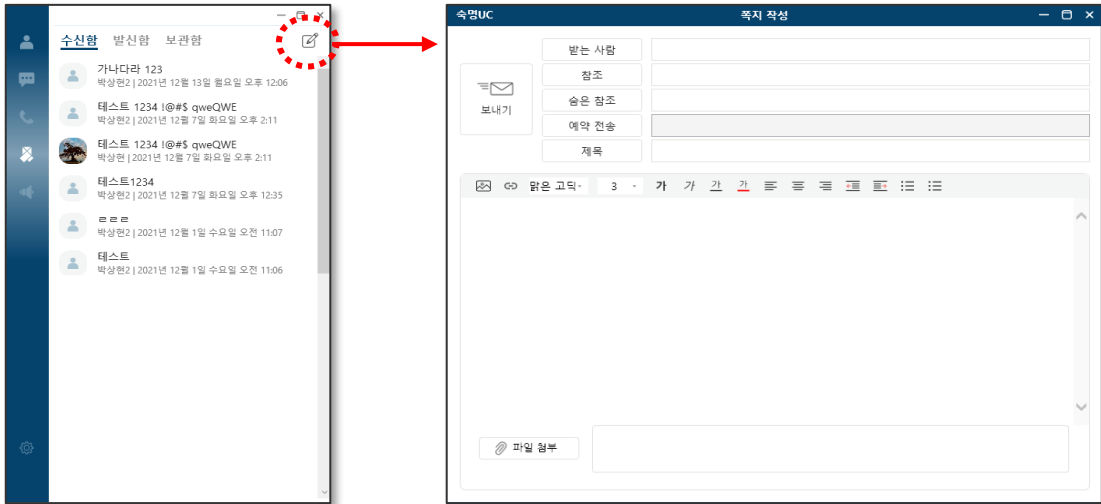 수신함 발신함 보관함
가나다라 123
박상현2 | 2021년 12월 13일 월요일 오후 12:06
테스트 1234 !@#$ qweQWE
박상현2 | 2021년 12월 7일 화요일 오후 2:11
테스트 1234 !@#$ qweQWE
박상현 | 2021년 12월 7일 화요일 오후 2:11
테스트1234
박상현2 | 2021년 12월 7일 화요일 오후 12:35
ㄹㄹㄹ
박상현2 | 2021년 12월 1일 수요일 오전 11:07
테스트
박상현2 | 2021년 12월 1일 수요일 오전 11:06
숙명UC 쪽지 작성
보내기
받는 사람
참조
숨은 참조
예약 전송
제목
맑은 고딕 3 가 가 가 가
파일 첨부